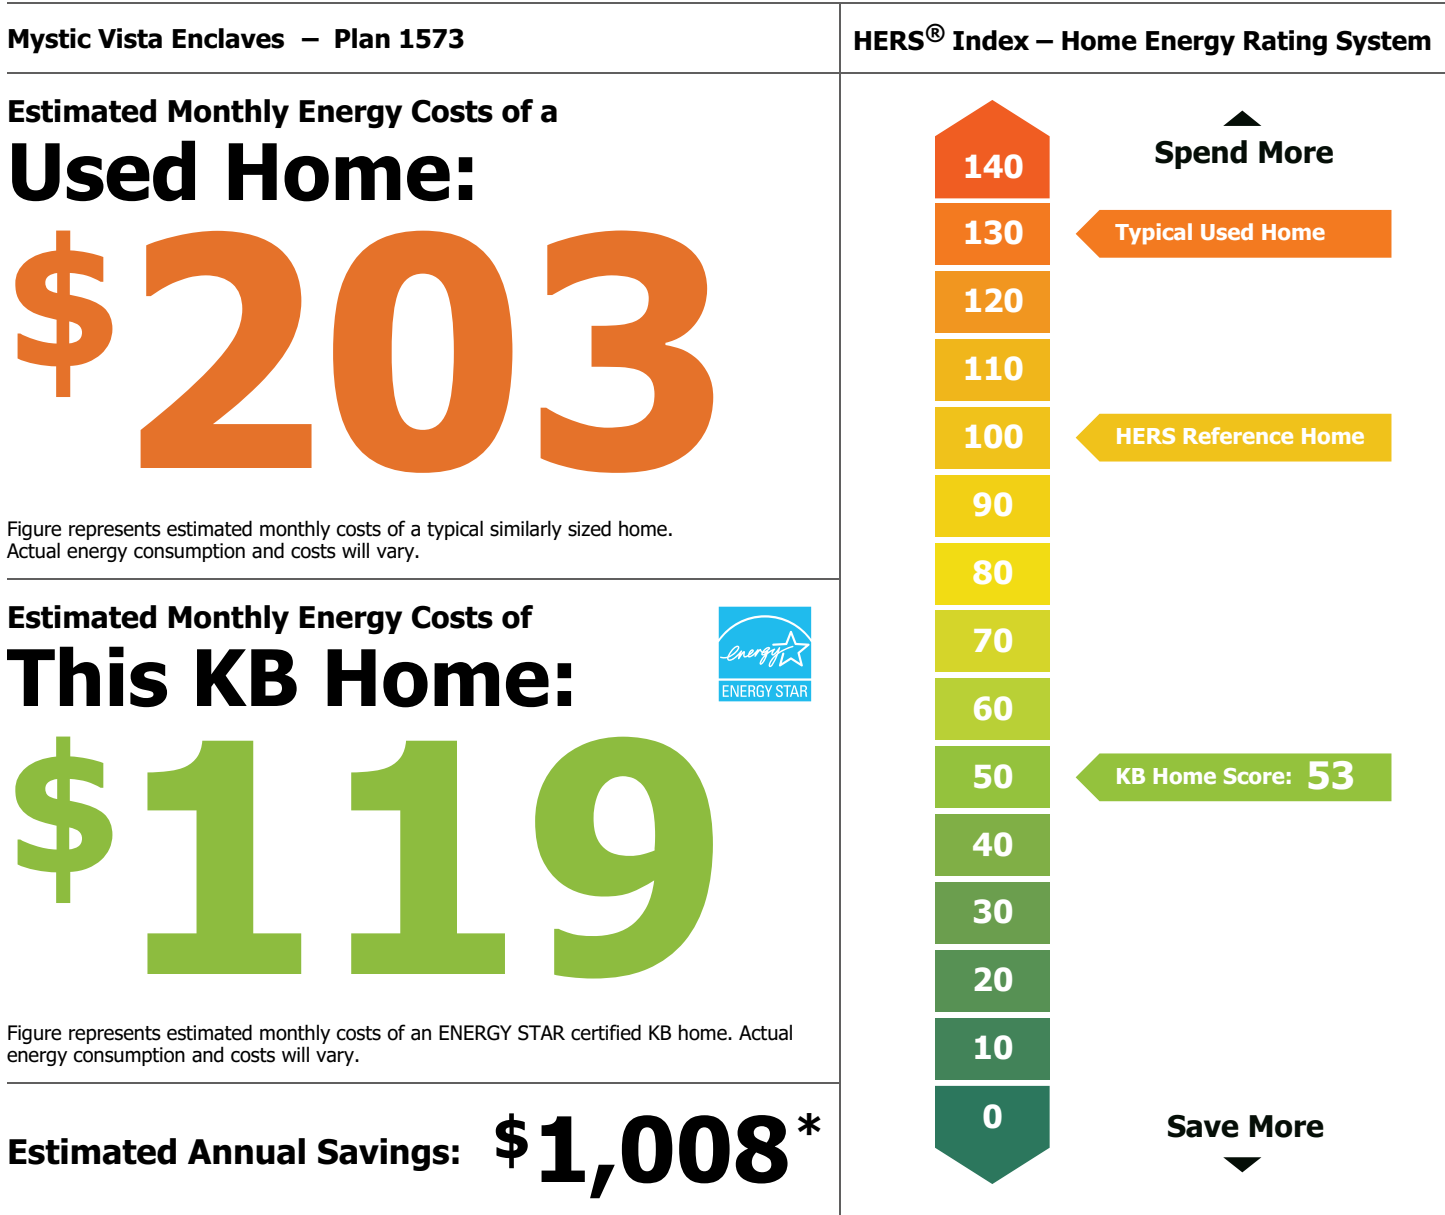 Mystic Vista Enclaves – Plan 1573
Estimated Monthly Energy Costs of a
Used Home:
$203
Figure represents estimated monthly costs of a typical similarly sized home.
Actual energy consumption and costs will vary.
Estimated Monthly Energy Costs of
This KB Home:
energy
ENERGY STAR
$119
Figure represents estimated monthly costs of an ENERGY STAR certified KB home. Actual
energy consumption and costs will vary.
Estimated Annual Savings: $1,008*
HERS® Index – Home Energy Rating System
Spend More
140
130 Typical Used Home
120
110
100 HERS Reference Home
90
80
70
60
50 KB Home Score: 53
40
30
20
10
0
Save More